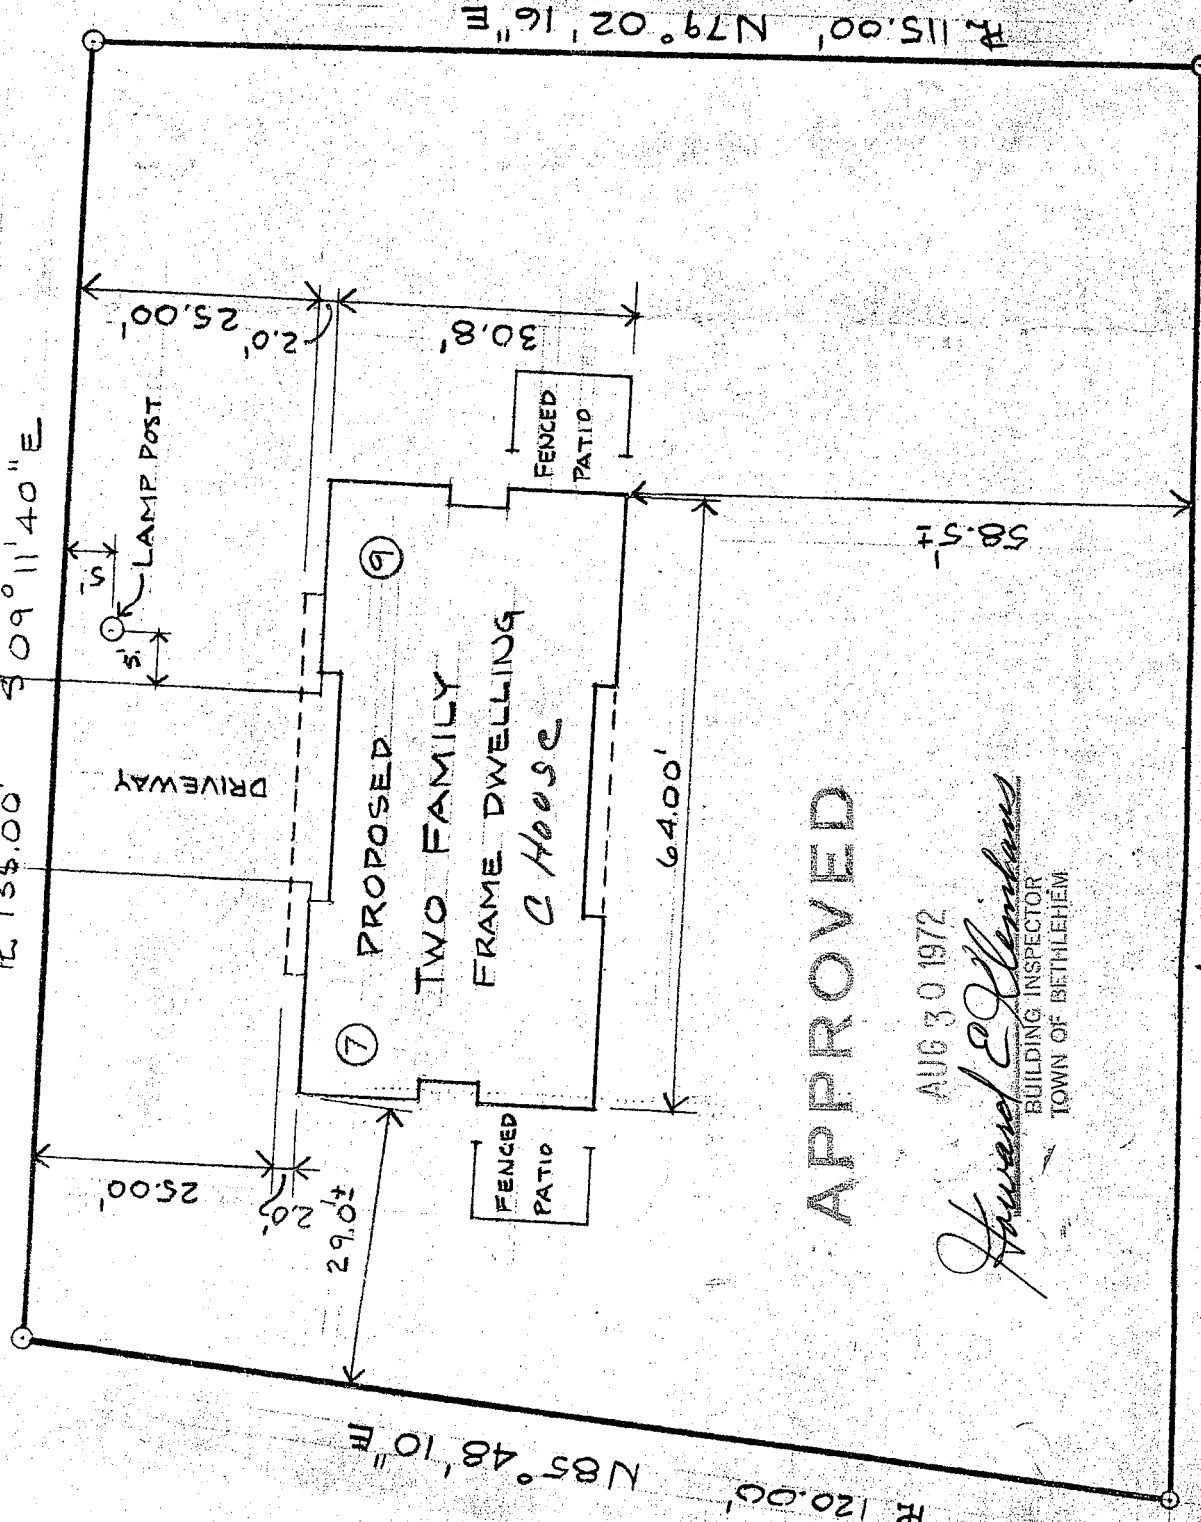 ℄ 115.00' N79° 02' 16" E
℄ 138.00' S 09° 11' 40" E
LAMP POST
5'
5'
DRIVEWAY
25.00'
2.0'
30.8'
FENCED
PATIO
9
PROPOSED
TWO FAMILY
FRAME DWELLING
C House
7
64.00'
58.5'±
25.00'
2.0'
29.0'±
FENCED
PATIO
APPROVED
AUG 30 1972
BUILDING INSPECTOR
TOWN OF BETHLEHEM
N85° 48' 10" E
℄ 120.00'